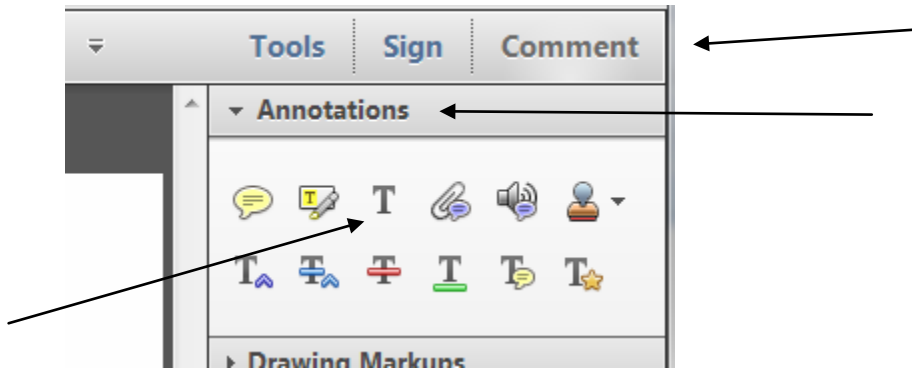 Tools Sign Comment
Annotations
T T
T T T T T T
Drawing Markups